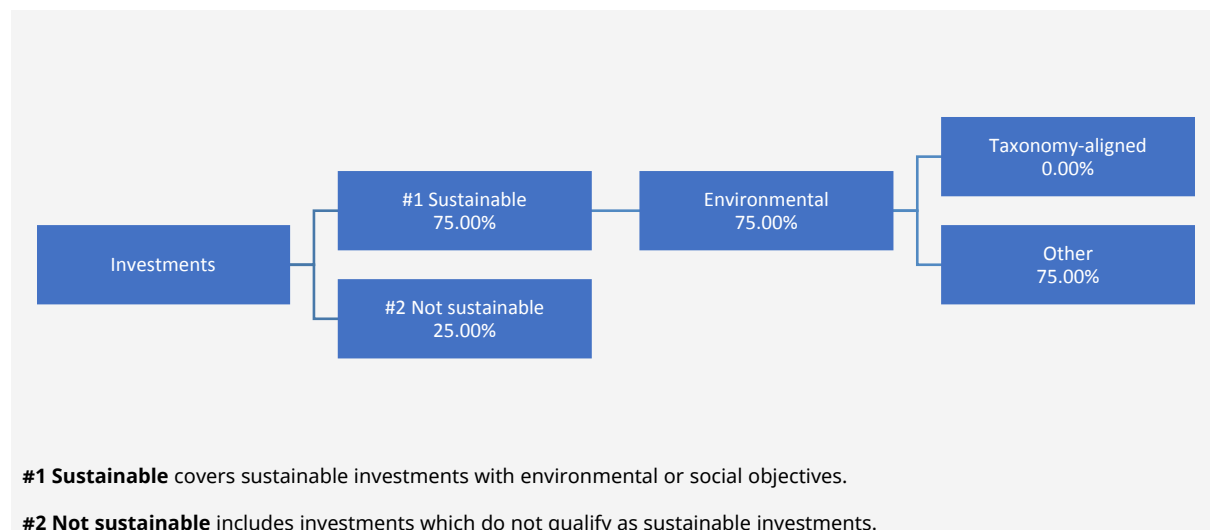 Taxonomy-aligned
0.00%
#1 Sustainable
75.00%
Environmental
75.00%
Investments
Other
75.00%
#2 Not sustainable
25.00%
#1 Sustainable covers sustainable investments with environmental or social objectives.
#2 Not sustainable includes investments which do not qualify as sustainable investments.